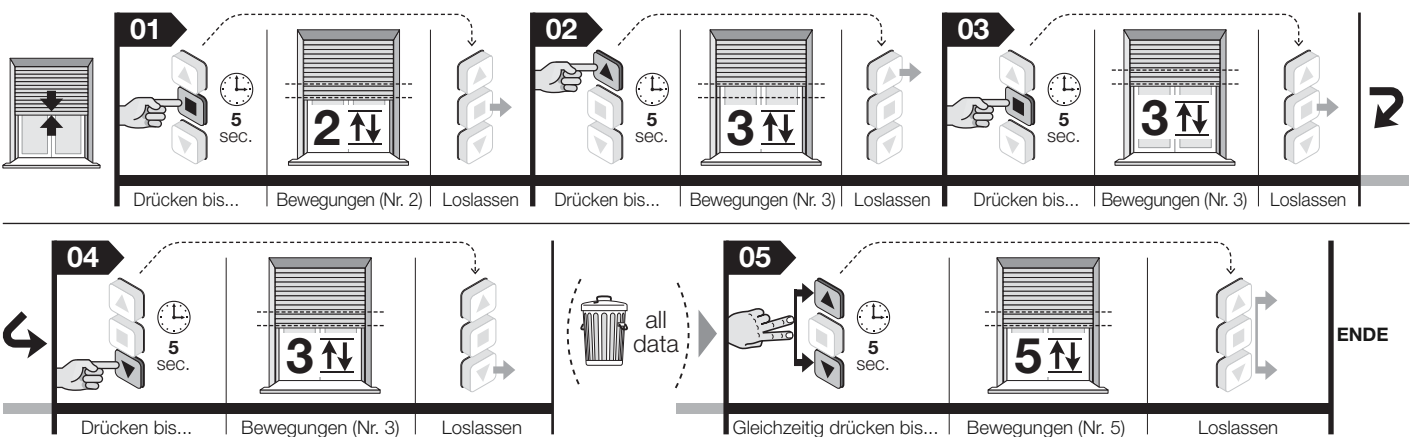 01
5
sec.
2
Drücken bis...
Bewegungen (Nr. 2)
Loslassen
02
5
sec.
3
Drücken bis...
Bewegungen (Nr. 3)
Loslassen
03
5
sec.
3
Drücken bis...
Bewegungen (Nr. 3)
Loslassen
04
5
sec.
3
Drücken bis...
Bewegungen (Nr. 3)
Loslassen
all
data
05
5
sec.
5
Gleichzeitig drücken bis...
Bewegungen (Nr. 5)
Loslassen
ENDE